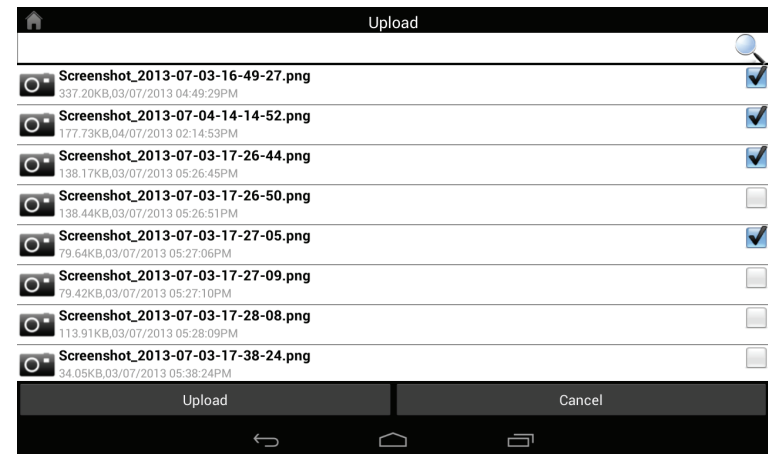 Upload
Screenshot_2013-07-03-16-49-27.png
337.20KB,03/07/2013 04:49:29PM
Screenshot_2013-07-04-14-14-52.png
177.73KB,04/07/2013 02:14:53PM
Screenshot_2013-07-03-17-26-44.png
138.17KB,03/07/2013 05:26:45PM
Screenshot_2013-07-03-17-26-50.png
138.44KB,03/07/2013 05:26:51PM
Screenshot_2013-07-03-17-27-05.png
79.64KB,03/07/2013 05:27:06PM
Screenshot_2013-07-03-17-27-09.png
79.42KB,03/07/2013 05:27:10PM
Screenshot_2013-07-03-17-28-08.png
113.91KB,03/07/2013 05:28:09PM
Screenshot_2013-07-03-17-38-24.png
34.05KB,03/07/2013 05:38:24PM
Upload
Cancel